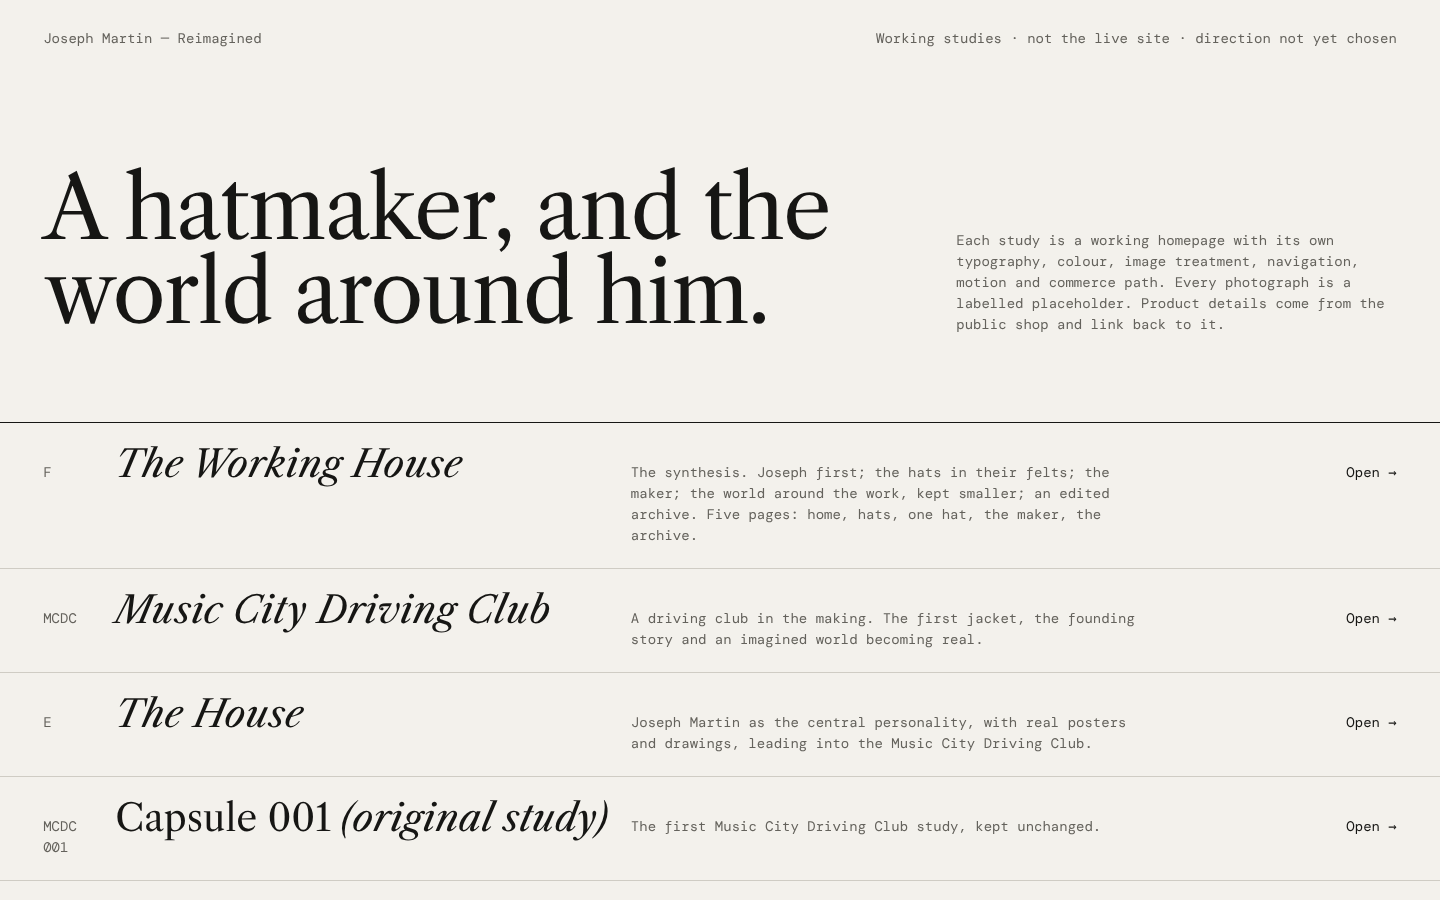 Joseph Martin — Reimagined
Working studies · not the live site · direction not yet chosen
A hatmaker, and the
world around him.
Each study is a working homepage with its own
typography, colour, image treatment, navigation,
motion and commerce path. Every photograph is a
labelled placeholder. Product details come from the
public shop and link back to it.
F
The Working House
The synthesis. Joseph first; the hats in their felts; the
maker; the world around the work, kept smaller; an edited
archive. Five pages: home, hats, one hat, the maker, the
archive.
Open →
MCDC
Music City Driving Club
A driving club in the making. The first jacket, the founding
story and an imagined world becoming real.
Open →
E
The House
Joseph Martin as the central personality, with real posters
and drawings, leading into the Music City Driving Club.
Open →
MCDC
001
Capsule 001 (original study)
The first Music City Driving Club study, kept unchanged.
Open →